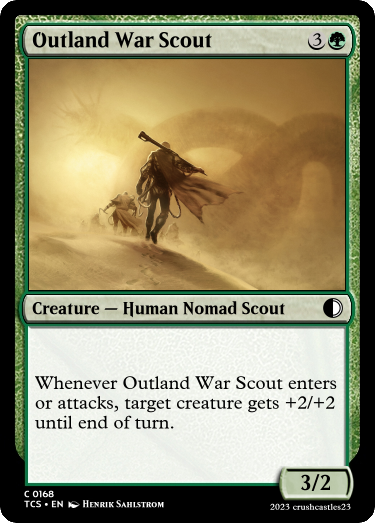 Outland War Scout 3
Creature — Human Nomad Scout
Whenever Outland War Scout enters
or attacks, target creature gets +2/+2
until end of turn.
3/2
C 0168
TCS • EN Henrik Sahlstrom
2023 crushcastles23